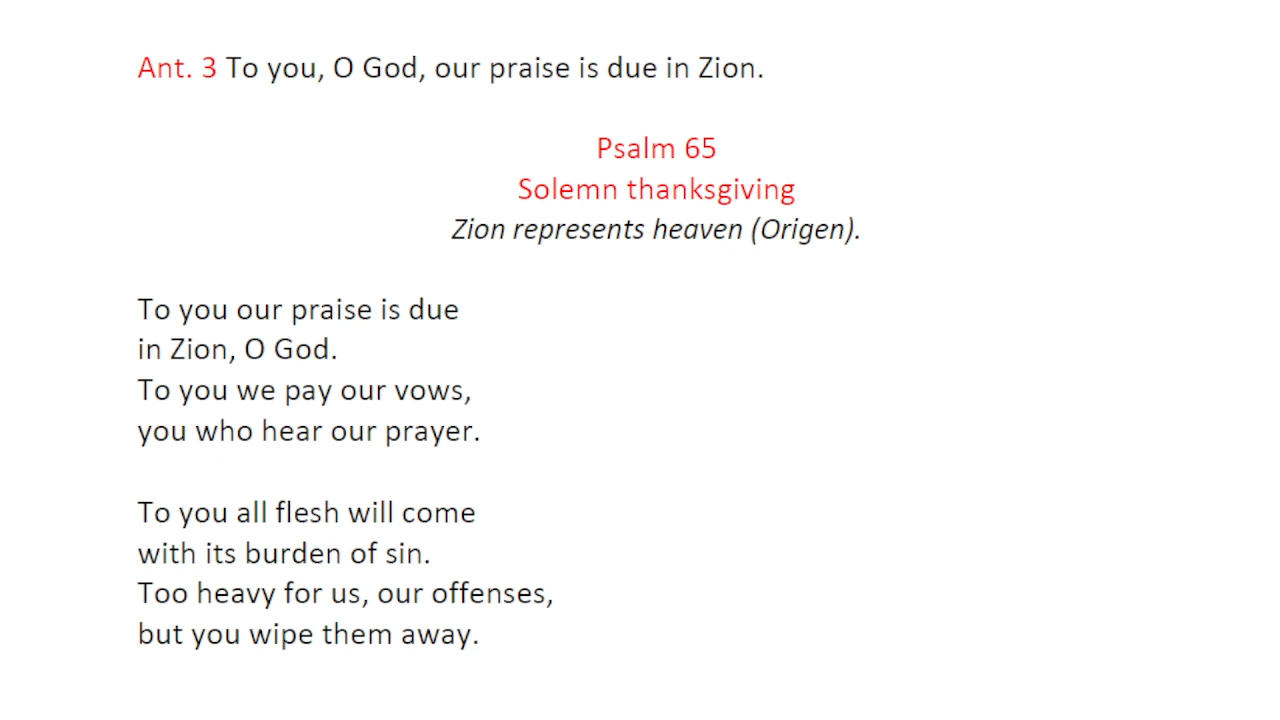 Ant. 3 To you, O God, our praise is due in Zion.
Psalm 65
Solemn thanksgiving
Zion represents heaven (Origen).
To you our praise is due
in Zion, O God.
To you we pay our vows,
you who hear our prayer.
To you all flesh will come
with its burden of sin.
Too heavy for us, our offenses,
but you wipe them away.